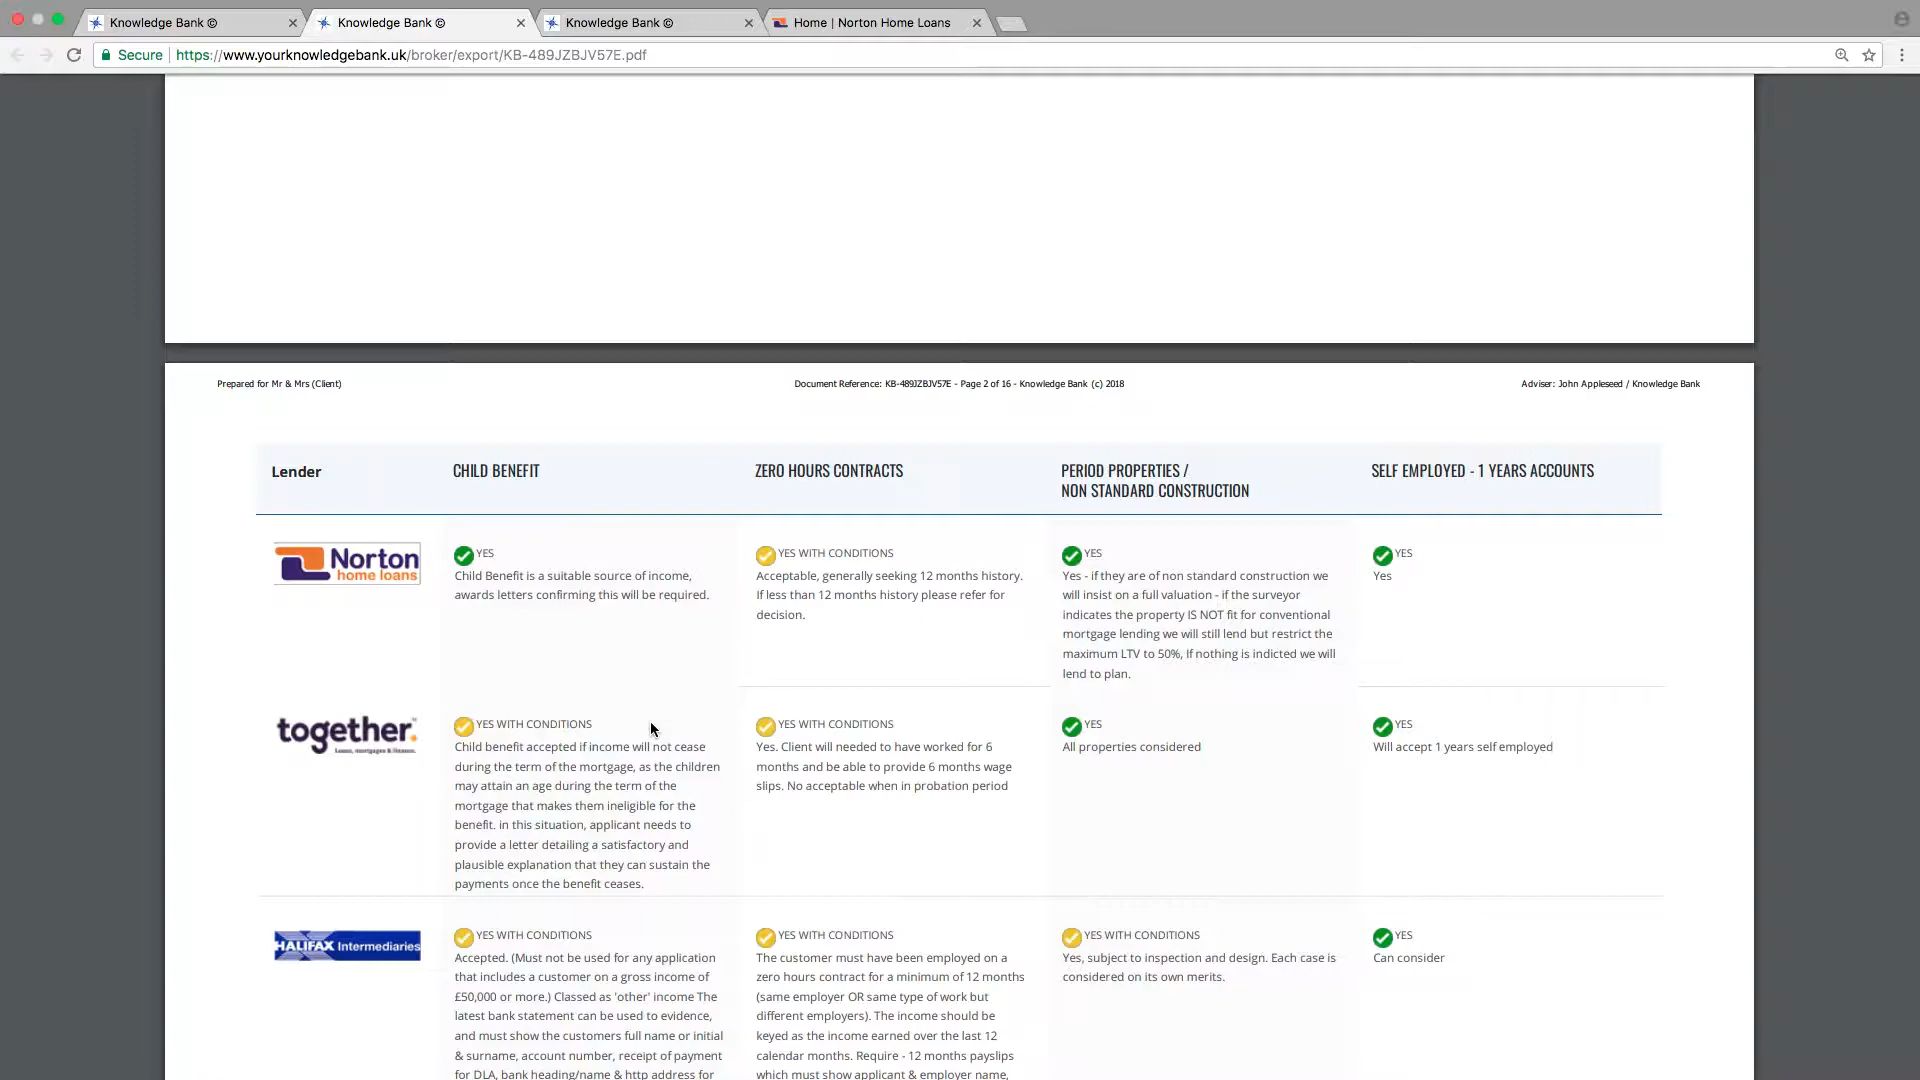 Knowledge Bank ©
Knowledge Bank ©
Knowledge Bank ©
Home | Norton Home Loans
Secure
https://www.yourknowledgebank.uk/broker/export/KB-489JZBJV57E.pdf
Prepared for Mr & Mrs (Client)
Document Reference: KB-489JZBJV57E - Page 2 of 16 - Knowledge Bank (c) 2018
Adviser: John Appleseed / Knowledge Bank
Lender
CHILD BENEFIT
ZERO HOURS CONTRACTS
PERIOD PROPERTIES /
NON STANDARD CONSTRUCTION
SELF EMPLOYED - 1 YEARS ACCOUNTS
Norton
home loans
YES
Child Benefit is a suitable source of income,
awards letters confirming this will be required.
YES WITH CONDITIONS
Acceptable, generally seeking 12 months history.
If less than 12 months history please refer for
decision.
YES
Yes - if they are of non standard construction we
will insist on a full valuation - if the surveyor
indicates the property IS NOT fit for conventional
mortgage lending we will still lend but restrict the
maximum LTV to 50%, If nothing is indicted we will
lend to plan.
YES
Yes
together.
Loans, mortgages & finance.
YES WITH CONDITIONS
Child benefit accepted if income will not cease
during the term of the mortgage, as the children
may attain an age during the term of the
mortgage that makes them ineligible for the
benefit. in this situation, applicant needs to
provide a letter detailing a satisfactory and
plausible explanation that they can sustain the
payments once the benefit ceases.
YES WITH CONDITIONS
Yes. Client will needed to have worked for 6
months and be able to provide 6 months wage
slips. No acceptable when in probation period
YES
All properties considered
YES
Will accept 1 years self employed
HALIFAX Intermediaries
YES WITH CONDITIONS
Accepted. (Must not be used for any application
that includes a customer on a gross income of
£50,000 or more.) Classed as 'other' income The
latest bank statement can be used to evidence,
and must show the customers full name or initial
& surname, account number, receipt of payment
for DLA, bank heading/name & http address for
YES WITH CONDITIONS
The customer must have been employed on a
zero hours contract for a minimum of 12 months
(same employer OR same type of work but
different employers). The income should be
keyed as the income earned over the last 12
calendar months. Require - 12 months payslips
which must show applicant & employer name,
YES WITH CONDITIONS
Yes, subject to inspection and design. Each case is
considered on its own merits.
YES
Can consider